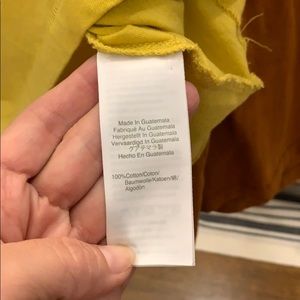 Made In Guatemala
Fabriqué Au Guatemala
Hergestellt In Guatemala
Vervaardigd In Guatemala
グアテマラ製
Hecho En Guatemala
100%Cotton/Coton/
Baumwolle/Katoen/綿/
Algodón